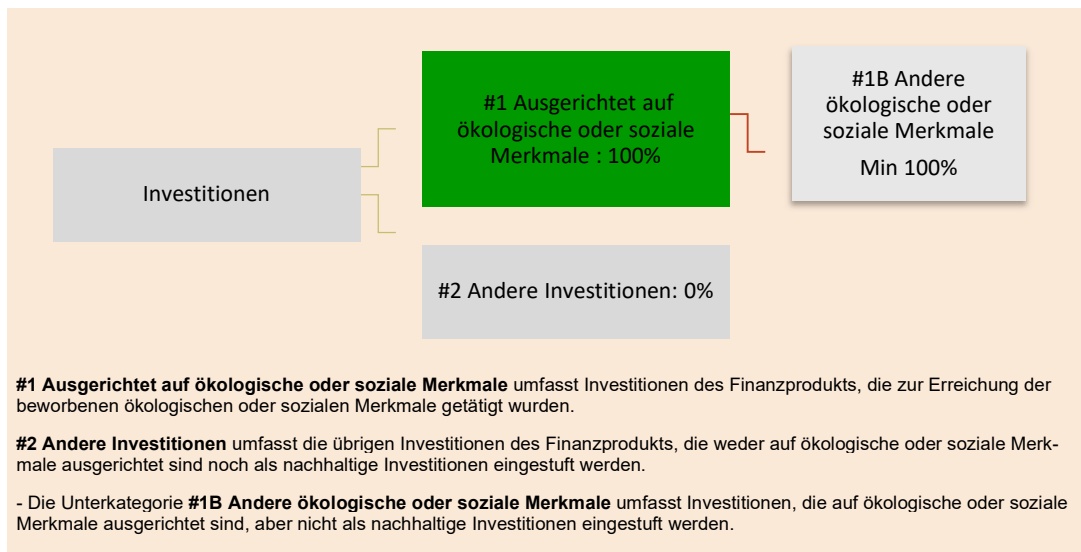 #1 Ausgerichtet auf
ökologische oder soziale
Merkmale : 100%
#1B Andere
ökologische oder
soziale Merkmale
Min 100%
Investitionen
#2 Andere Investitionen: 0%
#1 Ausgerichtet auf ökologische oder soziale Merkmale umfasst Investitionen des Finanzprodukts, die zur Erreichung der
beworbenen ökologischen oder sozialen Merkmale getätigt wurden.
#2 Andere Investitionen umfasst die übrigen Investitionen des Finanzprodukts, die weder auf ökologische oder soziale Merk-
male ausgerichtet sind noch als nachhaltige Investitionen eingestuft werden.
- Die Unterkategorie #1B Andere ökologische oder soziale Merkmale umfasst Investitionen, die auf ökologische oder soziale
Merkmale ausgerichtet sind, aber nicht als nachhaltige Investitionen eingestuft werden.